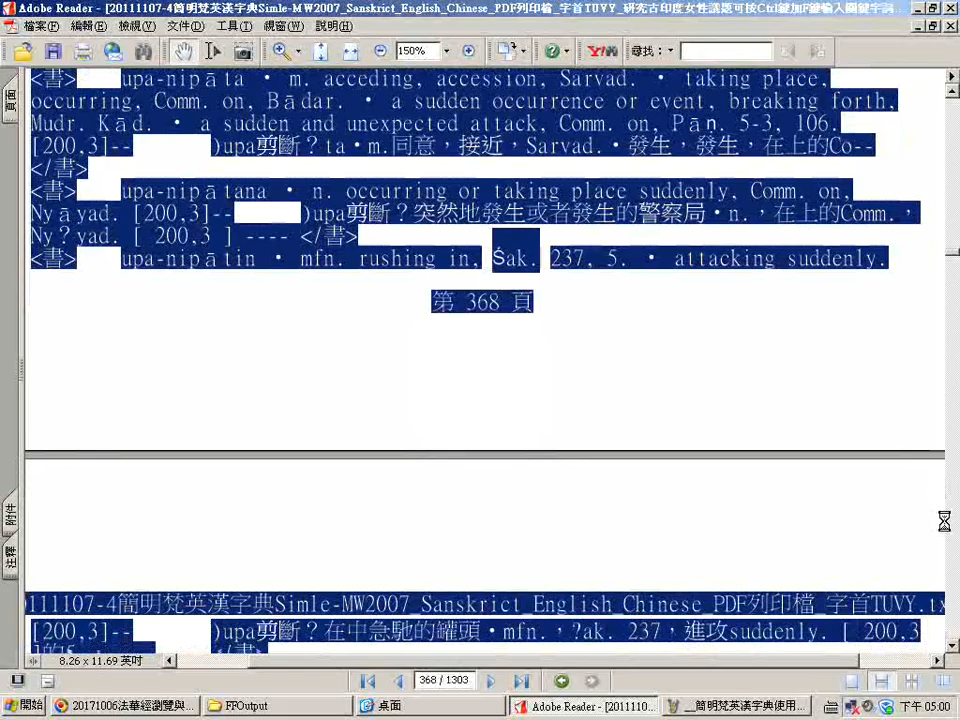 Adobe Reader - [20111107-4簡明梵英漢字典Simle-MW2007_Sanskrict_English_Chinese_PDF列印檔_字首TUVY_研究古印度女性議題可按Ctrl鍵加F鍵輸入關鍵字詞...
檔案(F) 編輯(E) 檢視(V) 文件(D) 工具(T) 視窗(W) 說明(H)
150% Y! 尋找：
頁面
<書> upa-nipāta • m. acceding, accession, Sarvad. • taking place,
occurring, Comm. on, Bādar. • a sudden occurrence or event, breaking forth,
Mudr. Kād. • a sudden and unexpected attack, Comm. on, Pāṇ. 5-3, 106.
[200,3]-- )upa剪斷？ta•m.同意，接近，Sarvad.•發生，發生，在上的Co--
</書>
<書> upa-nipātana • n. occurring or taking place suddenly, Comm. on,
Nyāyad. [200,3]-- )upa剪斷？突然地發生或者發生的警察局•n.，在上的Comm.，
Ny？yad. [ 200,3 ] ---- </書>
<書> upa-nipātin • mfn. rushing in, Śak. 237, 5. • attacking suddenly.
第 368 頁
附件
注釋
)111107-4簡明梵英漢字典Simle-MW2007_Sanskrict_English_Chinese_PDF列印檔_字首TUVY.tx
[200,3]-- )upa剪斷？在中急馳的罐頭•mfn.，?ak. 237，進攻suddenly. [ 200,3
]的5. </書>
8.26 x 11.69 英吋
368 / 1303
開始 20171006法華經瀏覽與... FFOutput 桌面 Adobe Reader - [20111... __簡明梵英字典使用... 下午 05:00